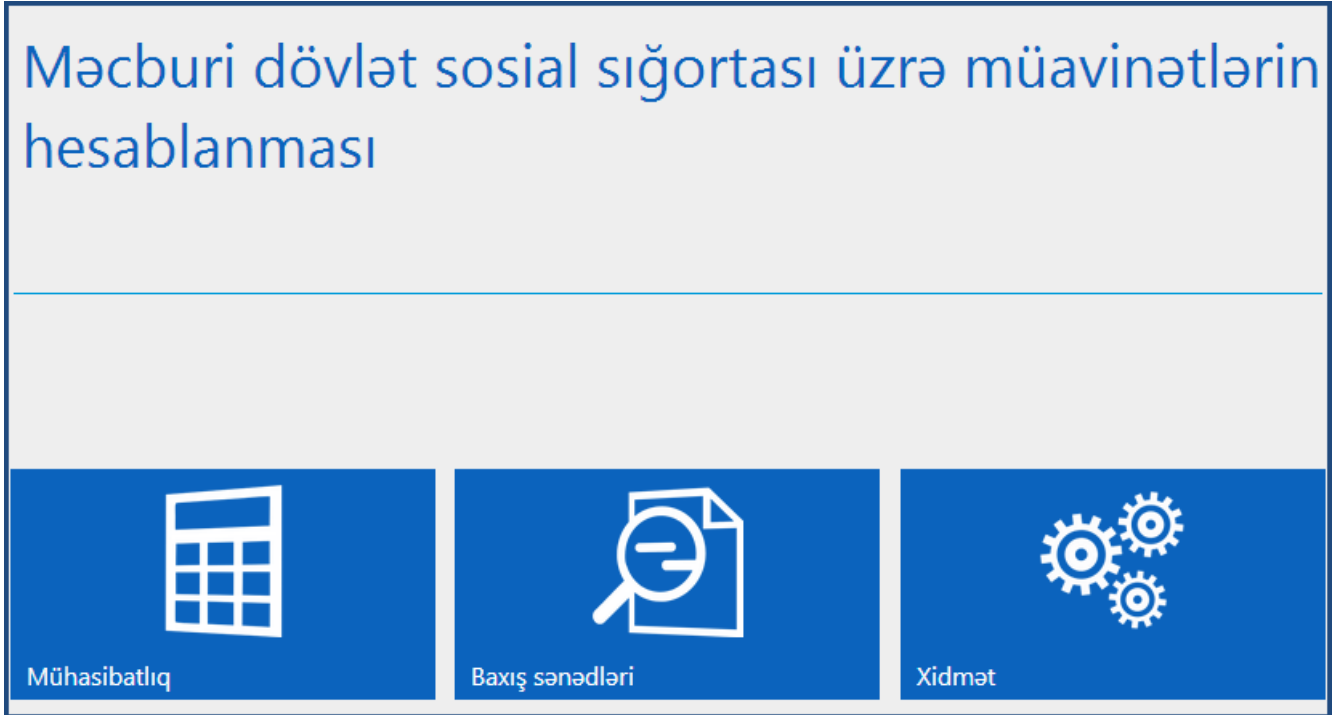 Məcburi dövlət sosial sığortası üzrə müavinətlərin
hesablanması
Mühasibatlıq
Baxış sənədləri
Xidmət